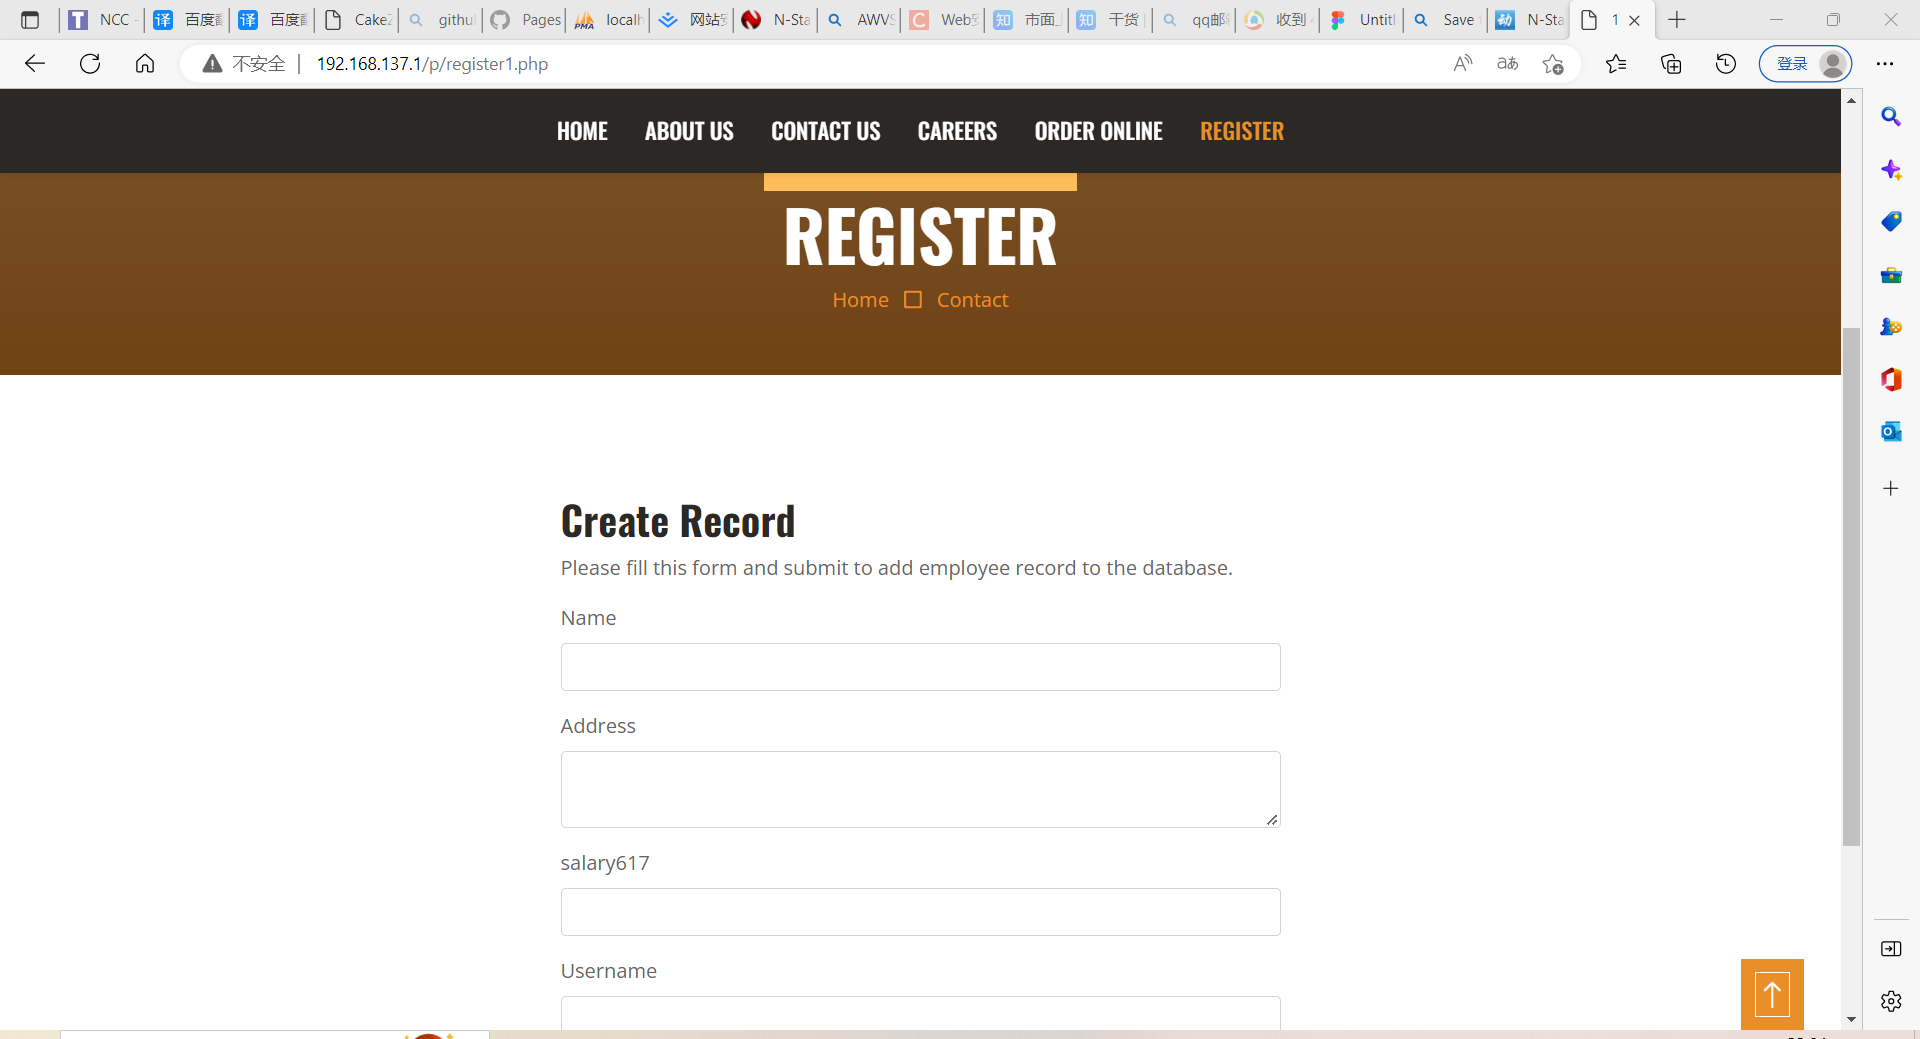 NCC
百度
百度
Cake
github
Pages
localh
网站
N-Sta
AWVS
Web
市面
干货
qq邮
收到
Untitl
Save
N-Sta
1
不安全 192.168.137.1/p/register1.php
登录
HOME ABOUT US CONTACT US CAREERS ORDER ONLINE REGISTER
REGISTER
Home Contact
Create Record
Please fill this form and submit to add employee record to the database.
Name
Address
salary617
Username